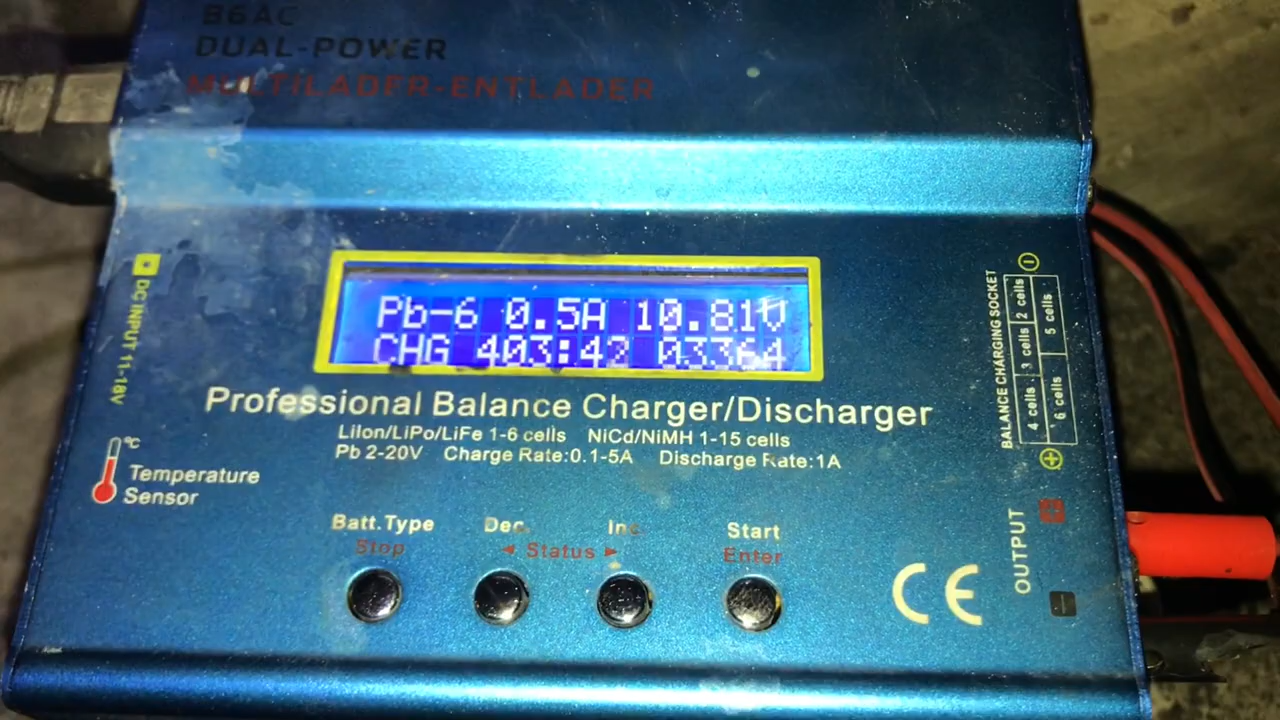 B6AC
DUAL-POWER
MULTILADER-ENTLADER
DC INPUT 11-18V
Pb-6 0.5A 10.81V
CHG 403:42 03364
Professional Balance Charger/Discharger
LiIon/LiPo/LiFe 1-6 cells NiCd/NiMH 1-15 cells
Pb 2-20V Charge Rate:0.1-5A Discharge Rate:1A
°C
Temperature
Sensor
Batt.Type Dec. Inc. Start
Stop ◄ Status ► Enter
BALANCE CHARGING SOCKET
2 cells
3 cells
4 cells
5 cells
6 cells
OUTPUT
CE